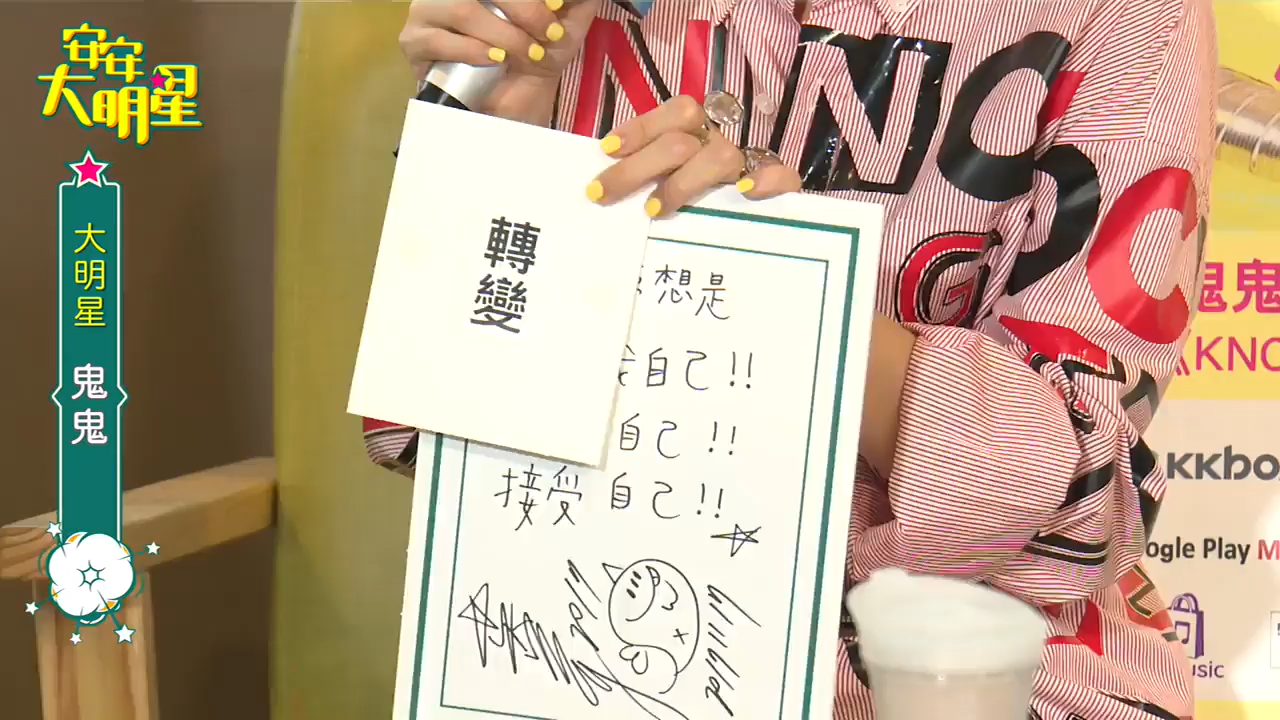 安安
大明星
大明星 鬼鬼
轉變
想是
自己!!
自己!!
接受自己!!
鬼鬼
KNO
KKBO
ogle Play M
usic